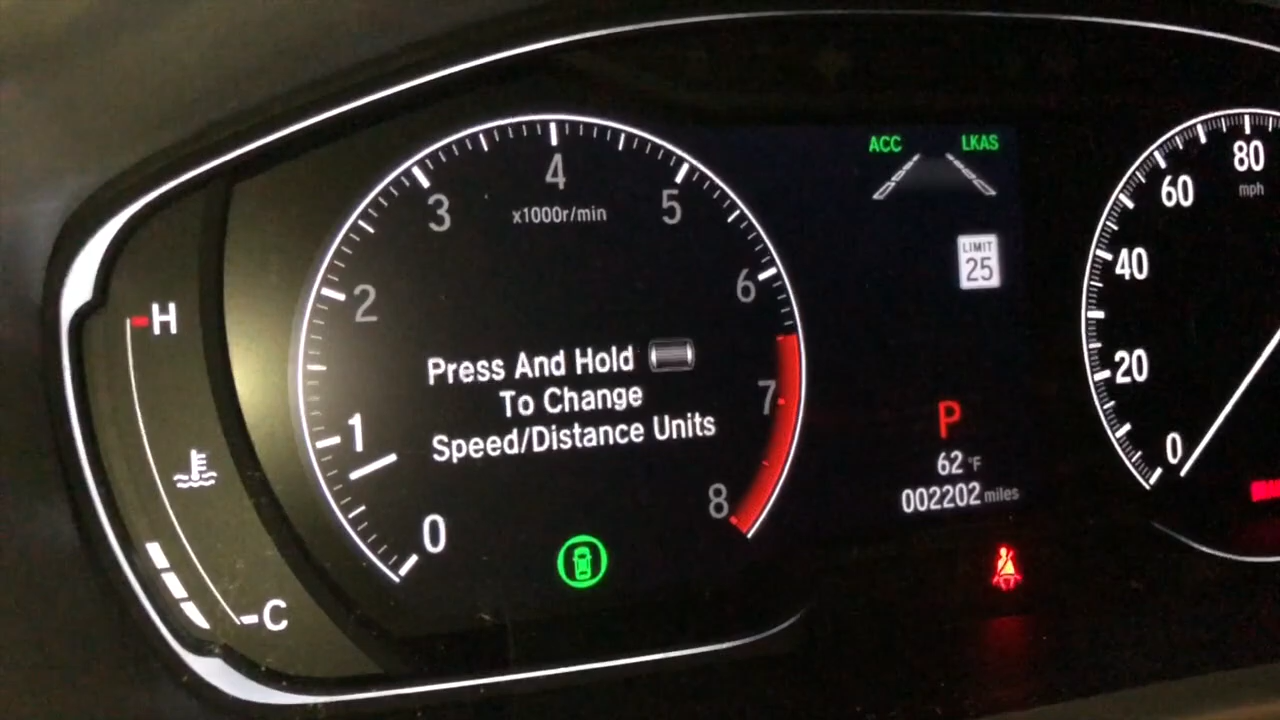 H
C
0
1
2
3
4
5
6
7
8
x1000r/min
Press And Hold
To Change
Speed/Distance Units
ACC
LKAS
LIMIT
25
P
62 °F
002202 miles
0
20
40
60
80
mph